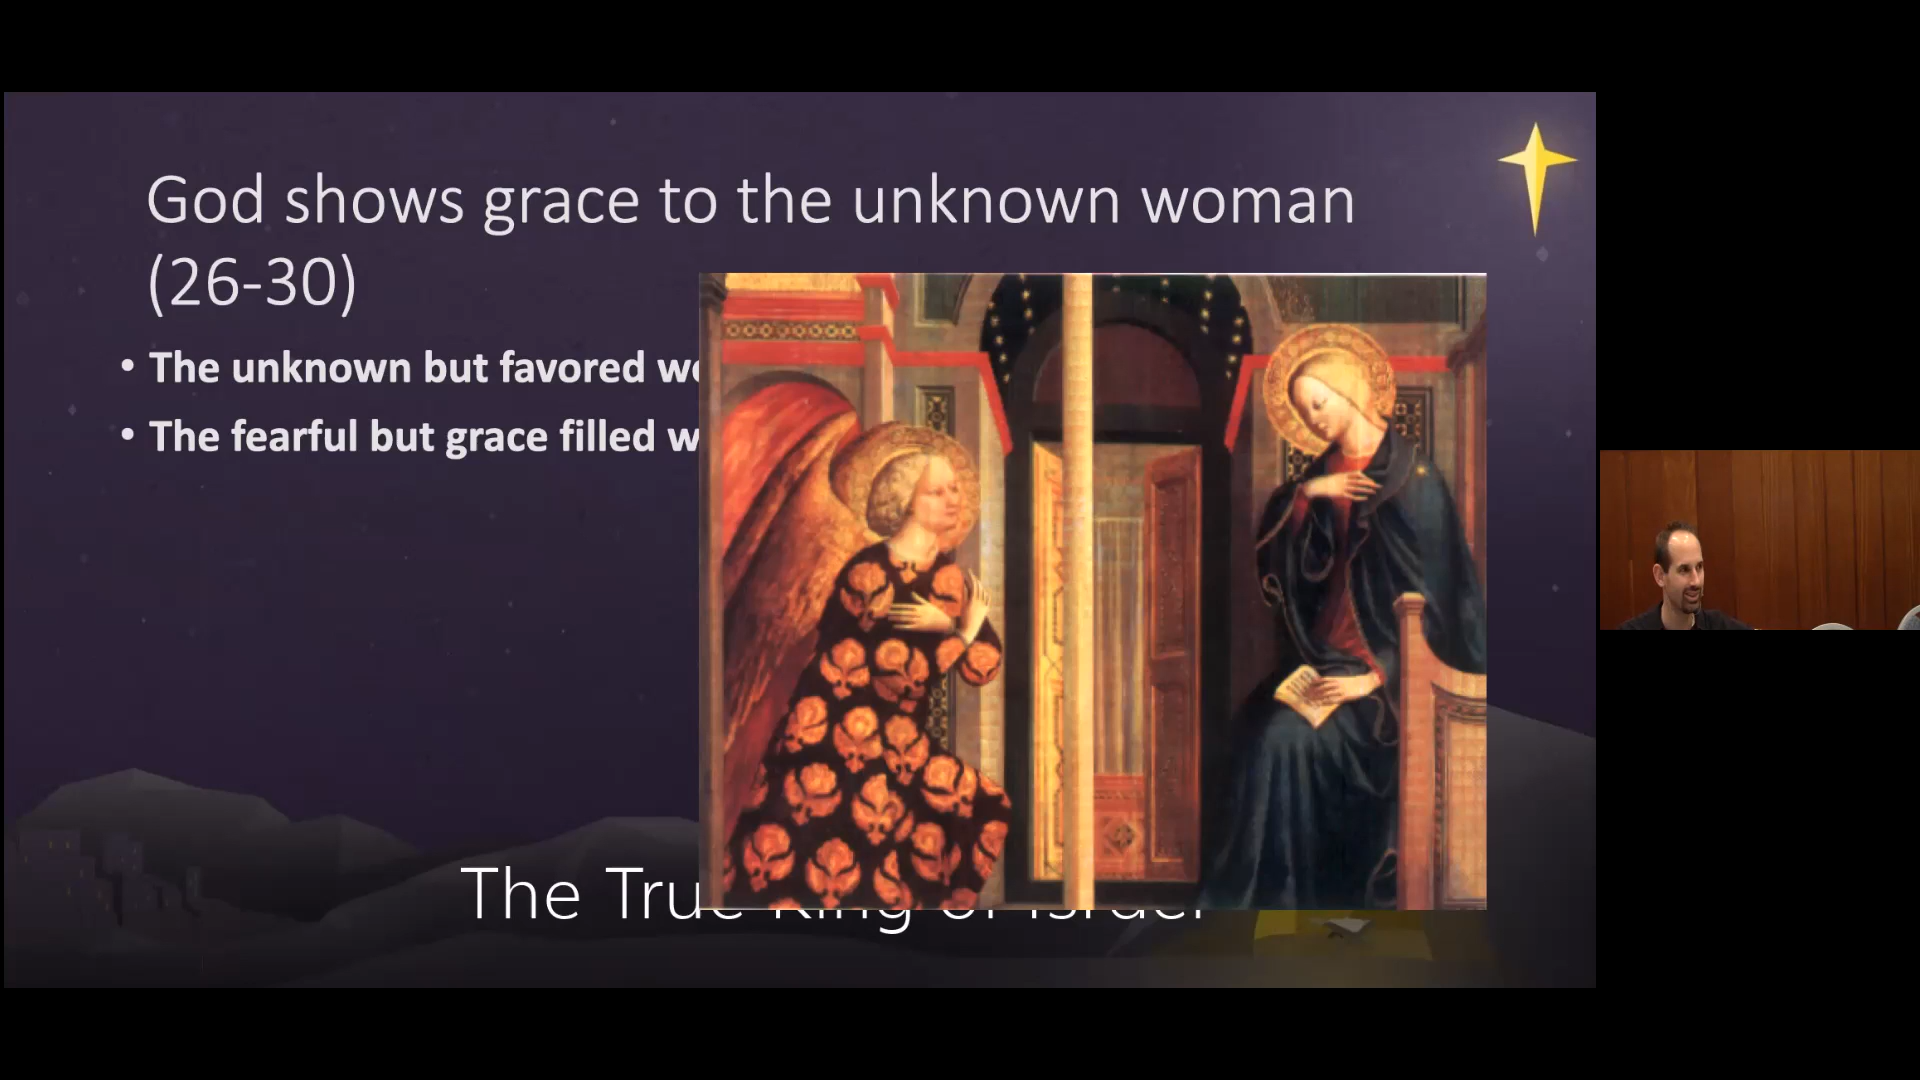 God shows grace to the unknown woman
(26-30)
• The unknown but favored
• The fearful but grace filled
The True King of Israel